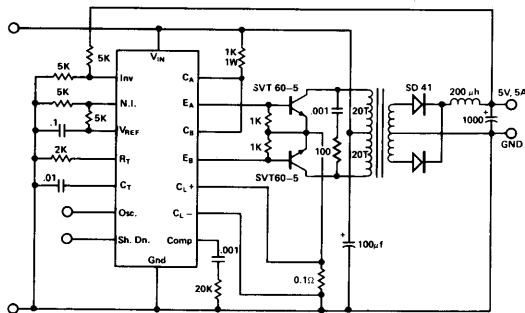 5K
5K
5K
5K
.1
2K
.01
Osc.
Sh. Dn.
VIN
Inv
N.I.
VREF
RT
CT
Gnd
CA
EA
CB
EB
CL+
CL−
Comp
1K
1W
1K
1K
.001
20K
SVT 60-5
SVT60-5
.001
100
20T
20T
+
100μf
0.1Ω
SD 41
200 μh
5V, 5A
+
1000
GND